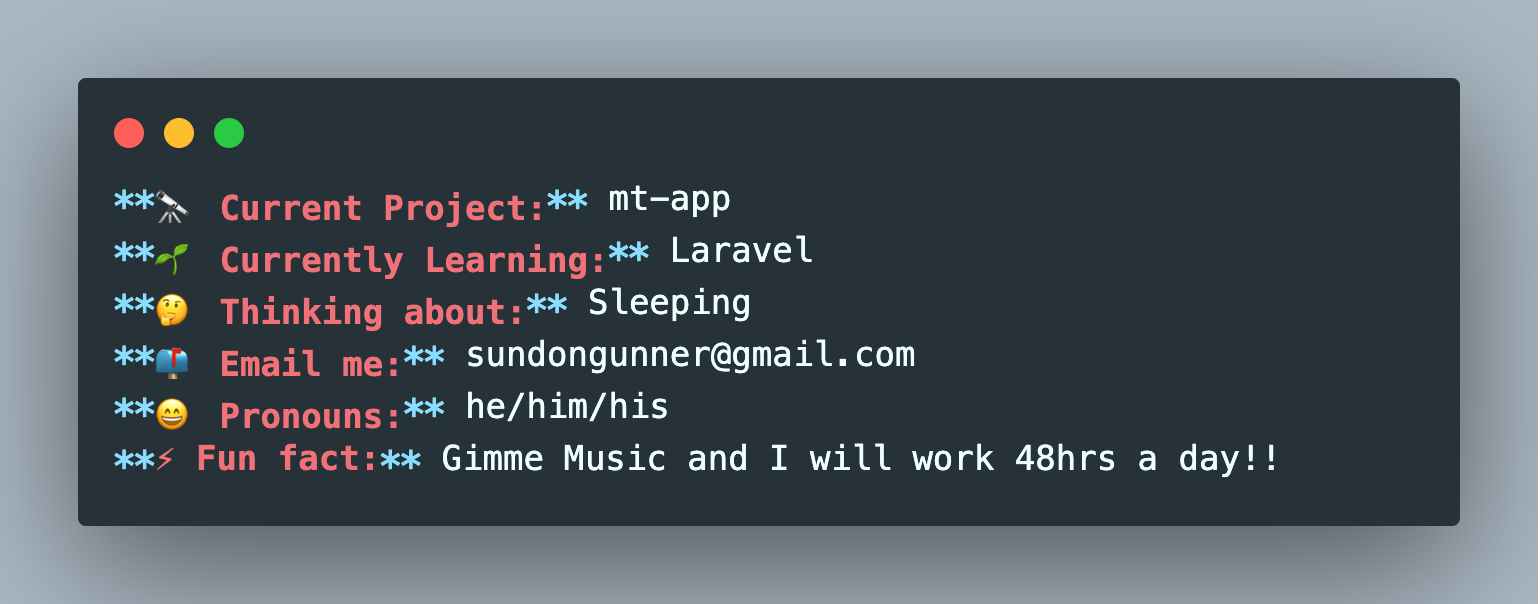 **🔭 Current Project:** mt-app
**🌱 Currently Learning:** Laravel
**🤔 Thinking about:** Sleeping
**📫 Email me:** sundongunner@gmail.com
**😄 Pronouns:** he/him/his
**⚡ Fun fact:** Gimme Music and I will work 48hrs a day!!